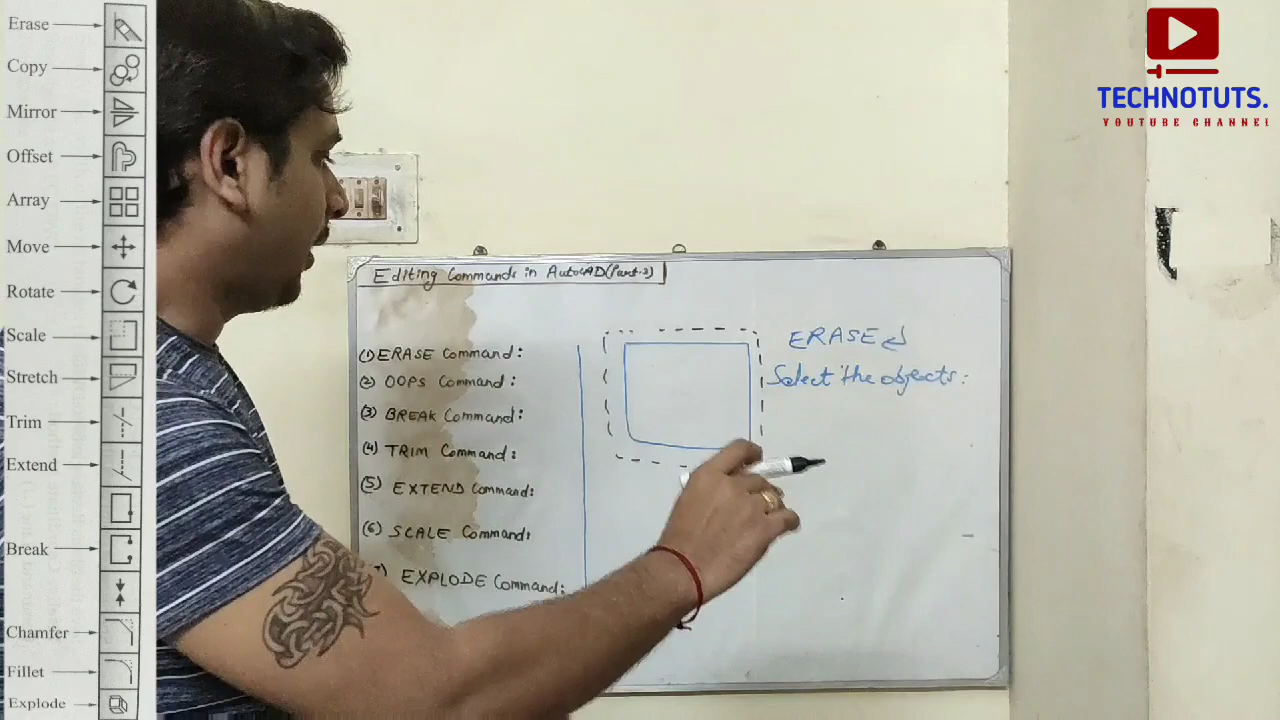 Erase
Copy
Mirror
Offset
Array
Move
Rotate
Scale
Stretch
Trim
Extend
Break
Chamfer
Fillet
Explode
TECHNOTUTS.
YOUTUBE CHANNEL
Editing Commands in AutoCAD (Part-2)
(1) ERASE Command:
(2) OOPS Command:
(3) BREAK Command:
(4) TRIM Command:
(5) EXTEND Command:
(6) SCALE Command:
EXPLODE Command:
ERASE ↵
Select the objects: